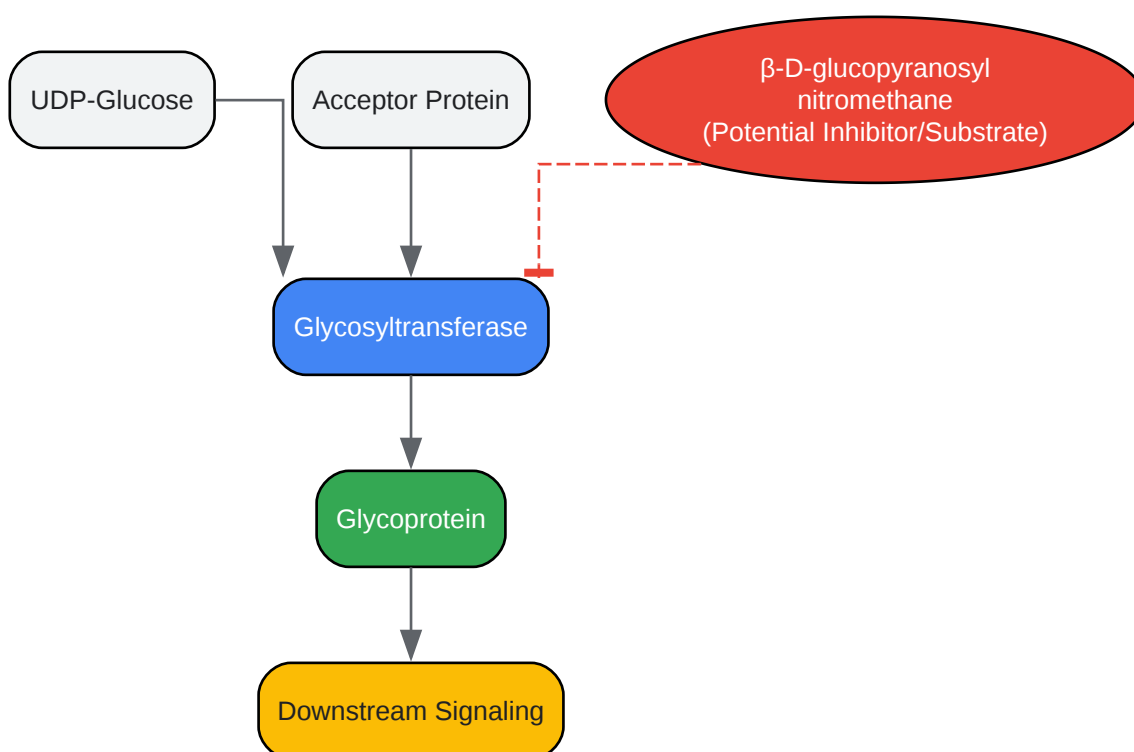 UDP-Glucose
Acceptor Protein
β-D-glucopyranosyl
nitromethane
(Potential Inhibitor/Substrate)
Glycosyltransferase
Glycoprotein
Downstream Signaling